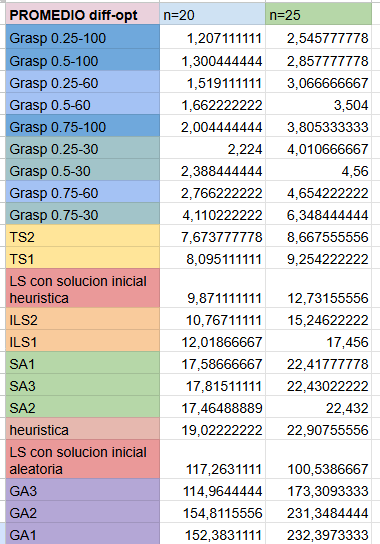 PROMEDIO diff-opt n=20 n=25
Grasp 0.25-100 1,207111111 2,545777778
Grasp 0.5-100 1,300444444 2,857777778
Grasp 0.25-60 1,519111111 3,066666667
Grasp 0.5-60 1,662222222 3,504
Grasp 0.75-100 2,004444444 3,805333333
Grasp 0.25-30 2,224 4,010666667
Grasp 0.5-30 2,388444444 4,56
Grasp 0.75-60 2,766222222 4,654222222
Grasp 0.75-30 4,110222222 6,348444444
TS2 7,673777778 8,667555556
TS1 8,095111111 9,254222222
LS con solucion inicial
heuristica 9,871111111 12,73155556
ILS2 10,76711111 15,24622222
ILS1 12,01866667 17,456
SA1 17,58666667 22,41777778
SA3 17,81511111 22,43022222
SA2 17,46488889 22,432
heuristica 19,02222222 22,90755556
LS con solucion inicial
aleatoria 117,2631111 100,5386667
GA3 114,9644444 173,3093333
GA2 154,8115556 231,3484444
GA1 152,3831111 232,3973333